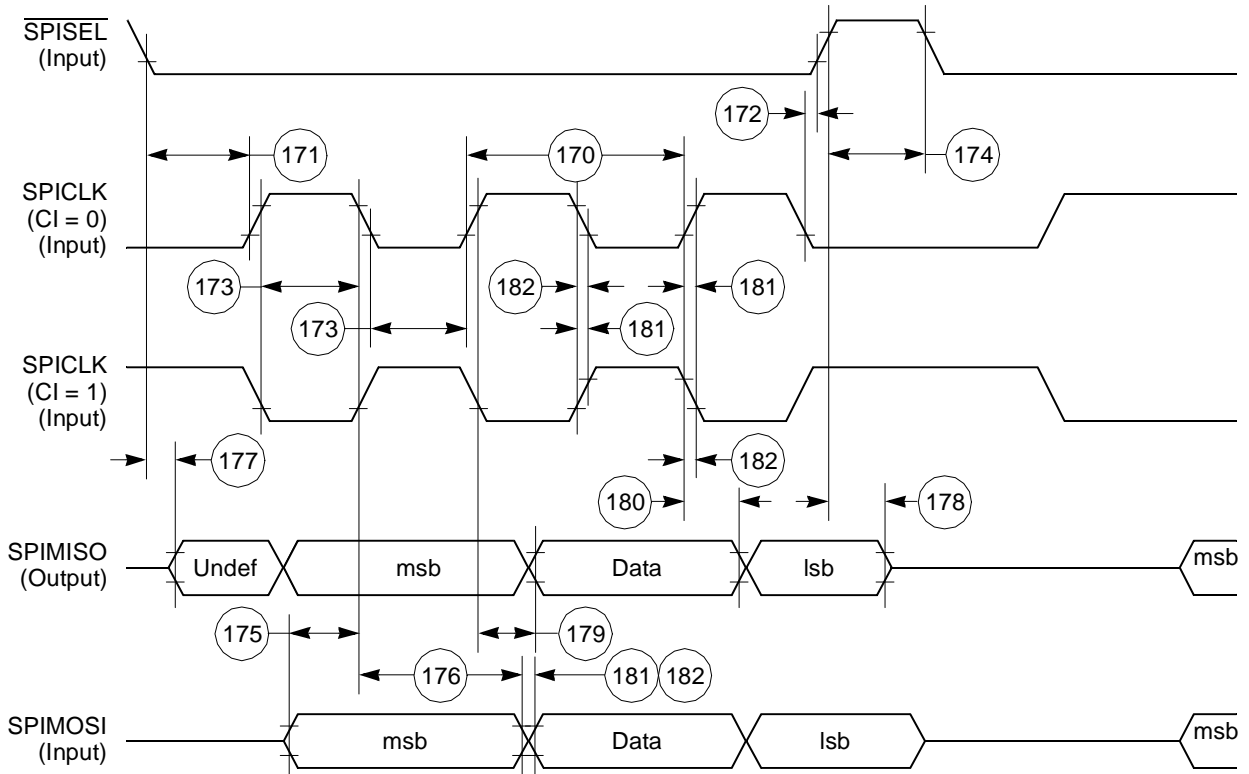 SPISEL
(Input)
172
171
170
174
SPICLK
(CI = 0)
(Input)
173
182
181
173
181
SPICLK
(CI = 1)
(Input)
177
182
180
178
SPIMISO
(Output)
Undef
msb
Data
lsb
msb
175
179
176
181
182
SPIMOSI
(Input)
msb
Data
lsb
msb